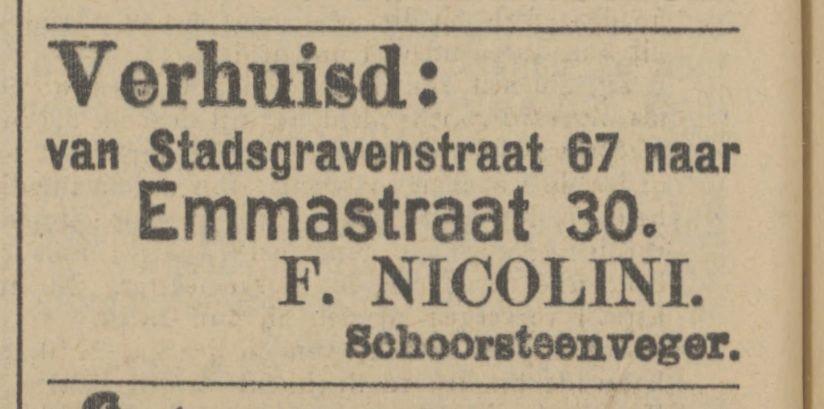 Verhuisd:
van Stadsgravenstraat 67 naar
Emmastraat 30.
F. NICOLINI.
Schoorsteenveger.